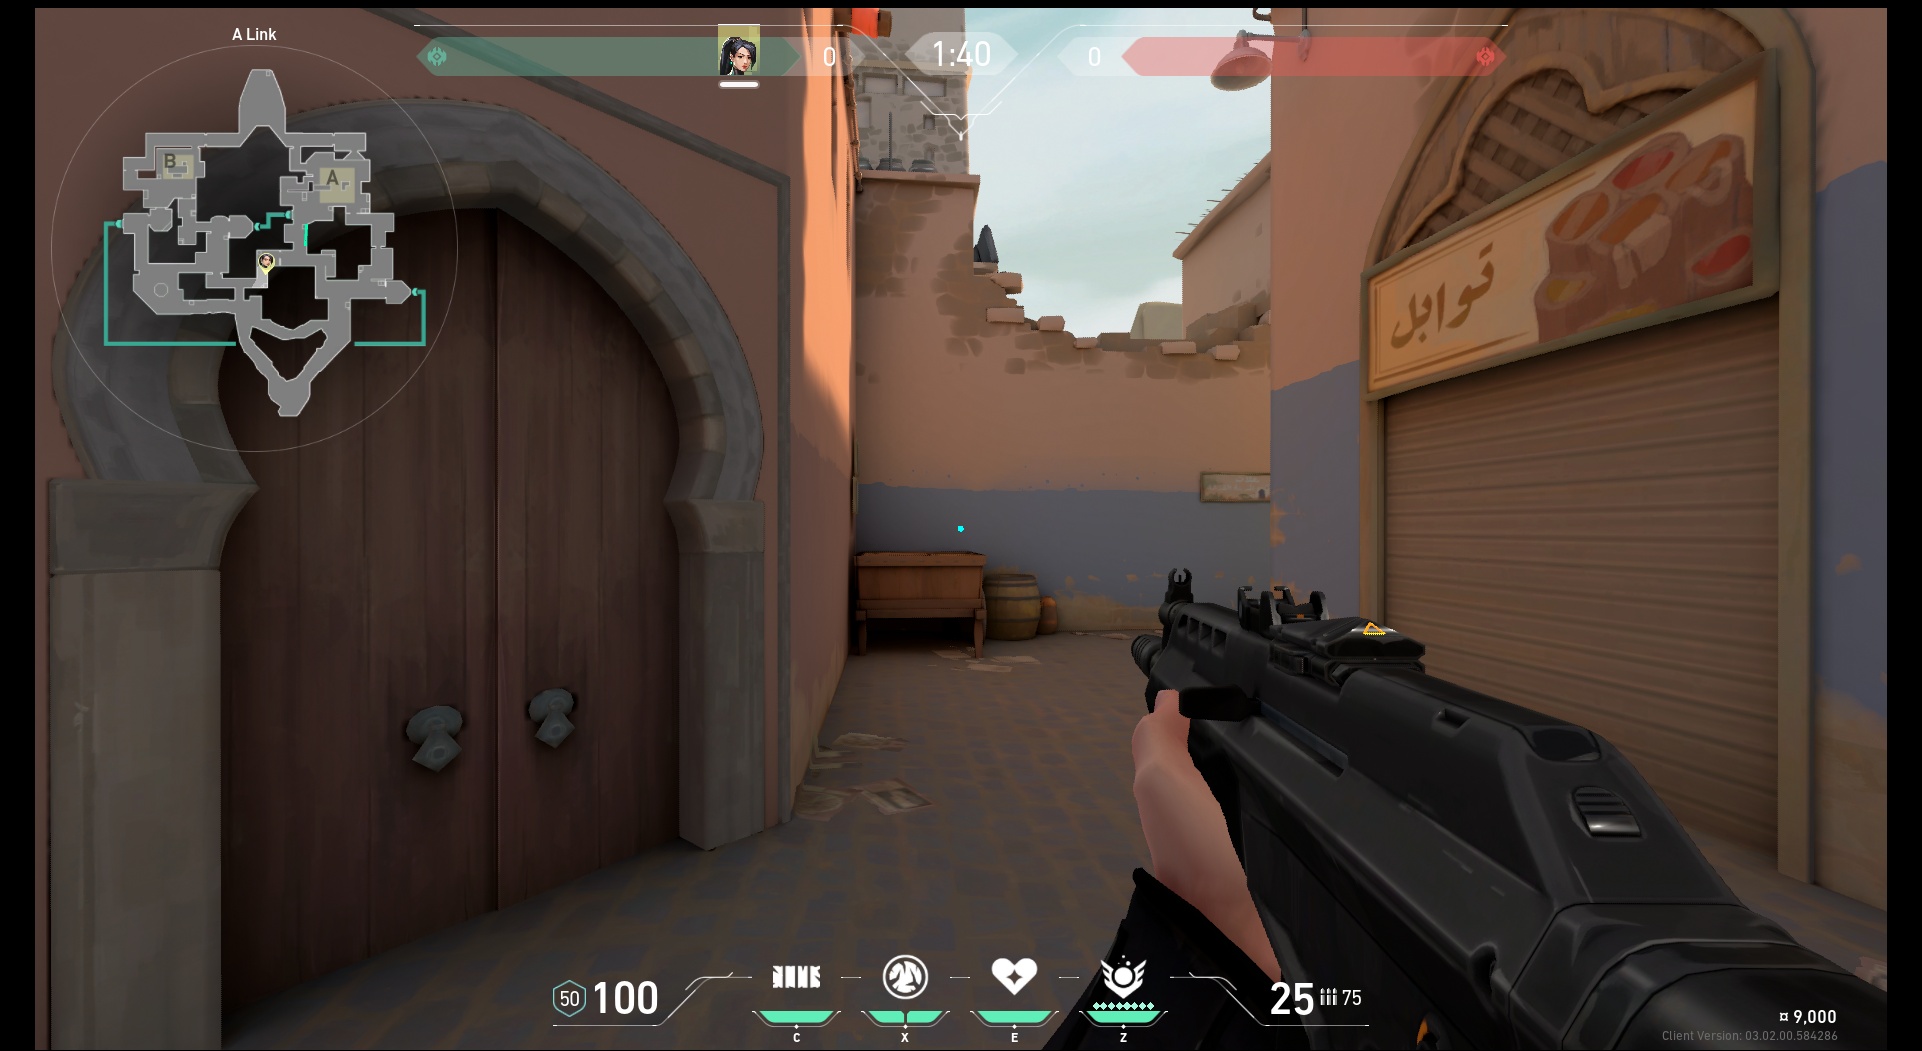 A Link
0
1:40
0
B
A
توابل
50 100
25 75
C X E Z
¤ 9,000
Client Version: 03.02.00.584286